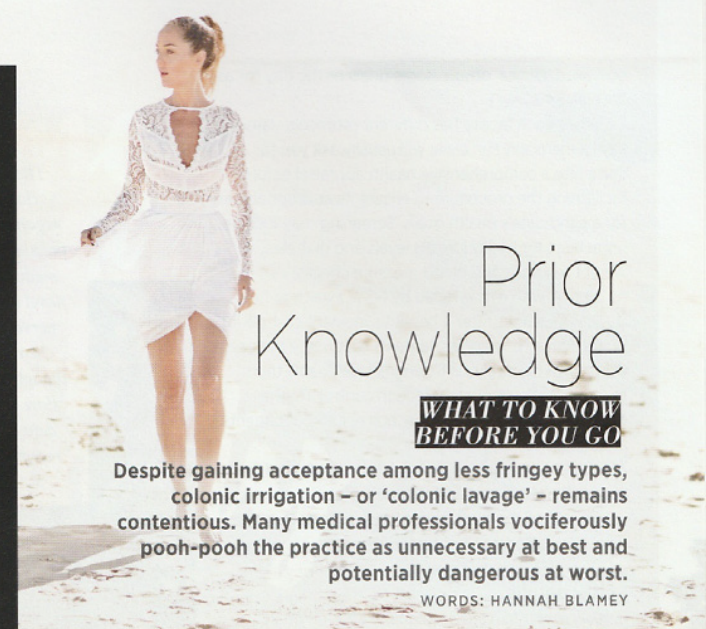 Prior
Knowledge
WHAT TO KNOW
BEFORE YOU GO
Despite gaining acceptance among less fringey types,
colonic irrigation – or ‘colonic lavage’ – remains
contentious. Many medical professionals vociferously
pooh-pooh the practice as unnecessary at best and
potentially dangerous at worst.
WORDS: HANNAH BLAMEY